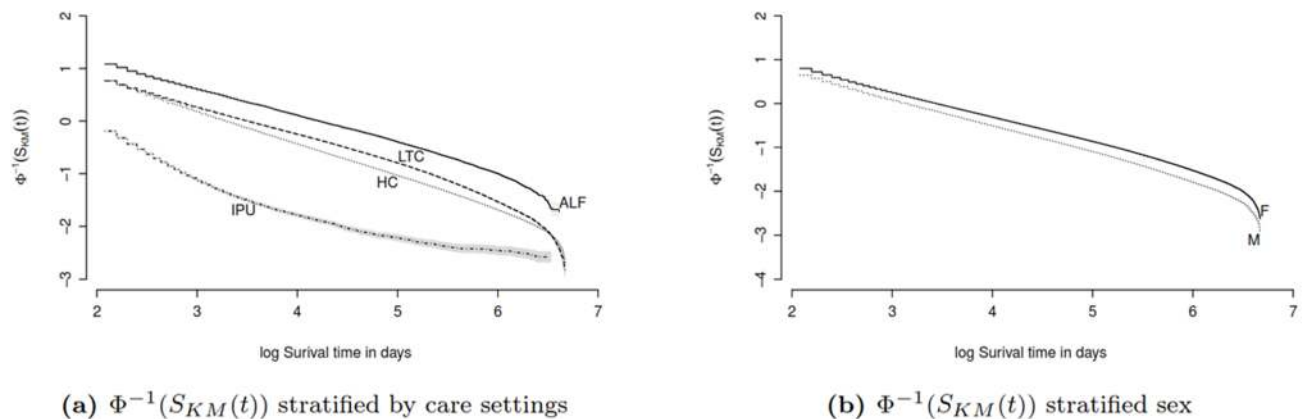 2
1
0
−1
−2
−3
Φ⁻¹(S_KM(t))
ALF
LTC
HC
IPU
2 3 4 5 6 7
log Surival time in days
(a) Φ⁻¹(S_KM(t)) stratified by care settings
2
1
0
−1
−2
−3
−4
Φ⁻¹(S_KM(t))
F
M
2 3 4 5 6 7
log Surival time in days
(b) Φ⁻¹(S_KM(t)) stratified sex